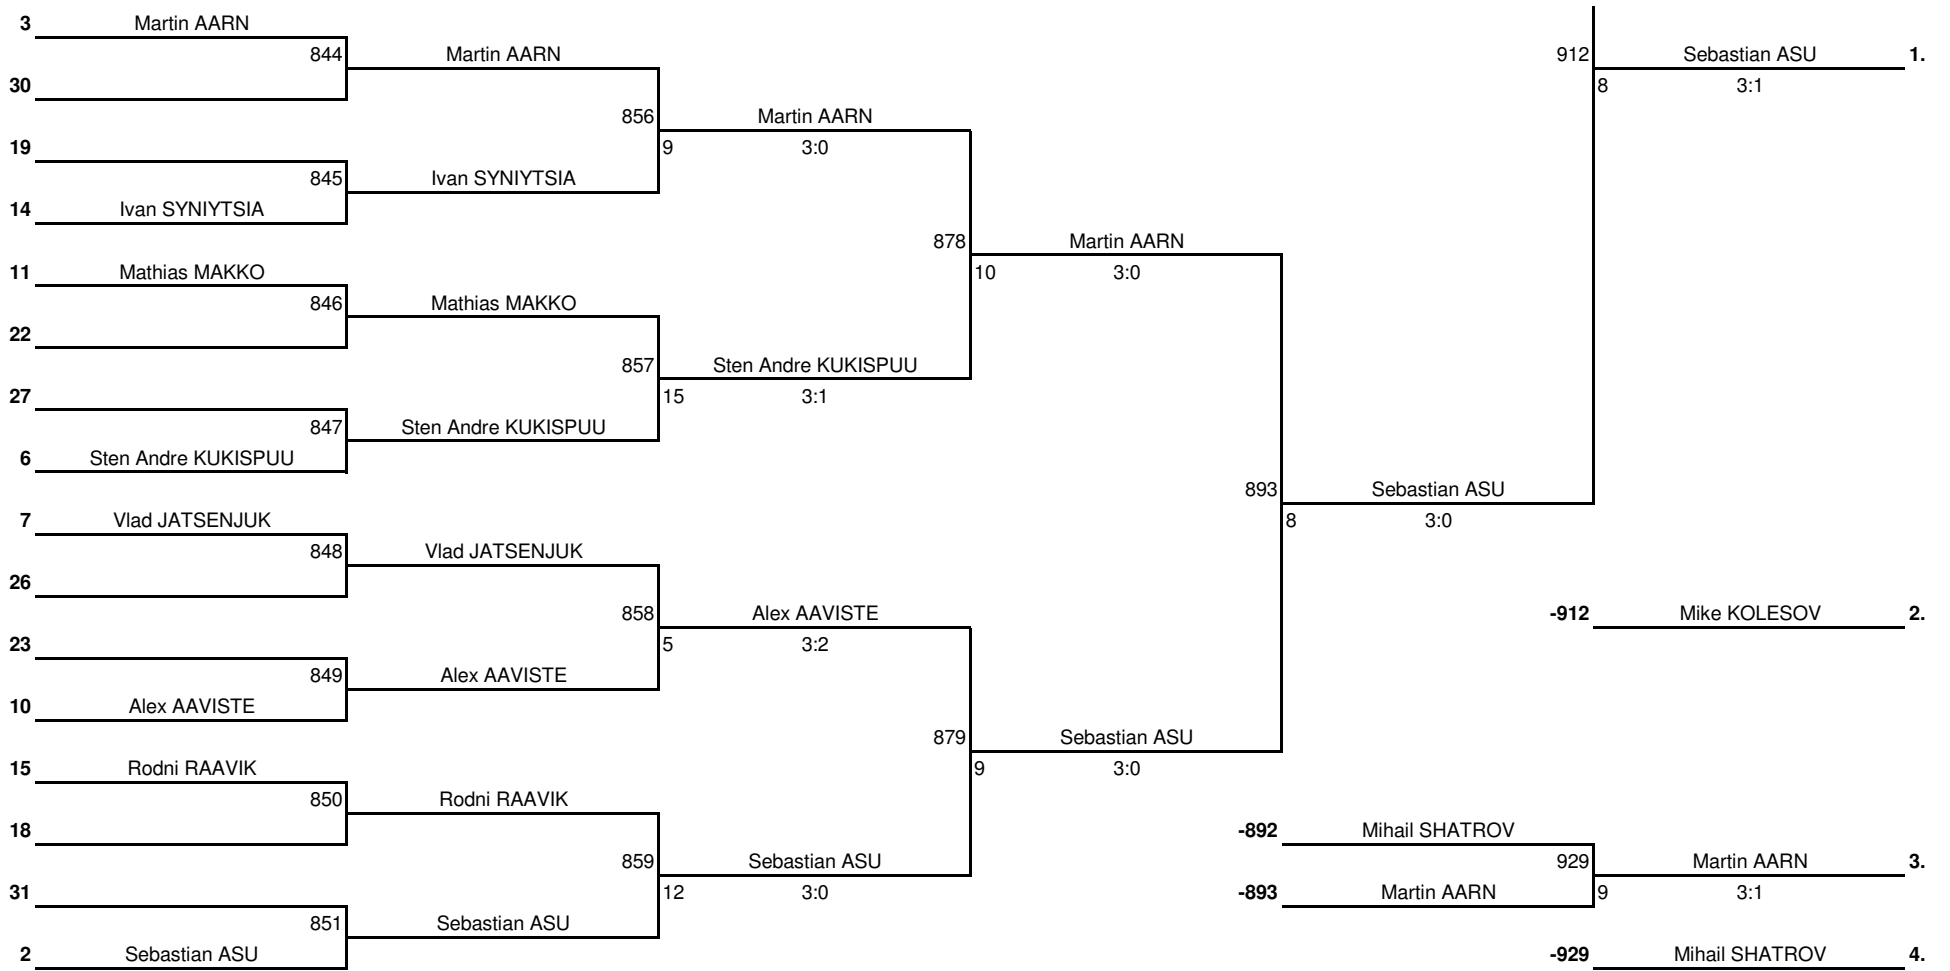 3 Martin AARN
844 Martin AARN 912 Sebastian ASU 1.
30 8 3:1
856 Martin AARN
19 9 3:0
845 Ivan SYNIYTSIA
14 Ivan SYNIYTSIA
878 Martin AARN
11 Mathias MAKKO 10 3:0
846 Mathias MAKKO
22
857 Sten Andre KUKISPUU
27 15 3:1
847 Sten Andre KUKISPUU
6 Sten Andre KUKISPUU
893 Sebastian ASU
7 Vlad JATSENJUK 8 3:0
848 Vlad JATSENJUK
26
858 Alex AAVISTE -912 Mike KOLESOV 2.
23 5 3:2
849 Alex AAVISTE
10 Alex AAVISTE
879 Sebastian ASU
15 Rodni RAAVIK 9 3:0
850 Rodni RAAVIK
18 -892 Mihail SHATROV
859 Sebastian ASU 929 Martin AARN 3.
31 12 3:0 -893 Martin AARN 9 3:1
851 Sebastian ASU
2 Sebastian ASU -929 Mihail SHATROV 4.